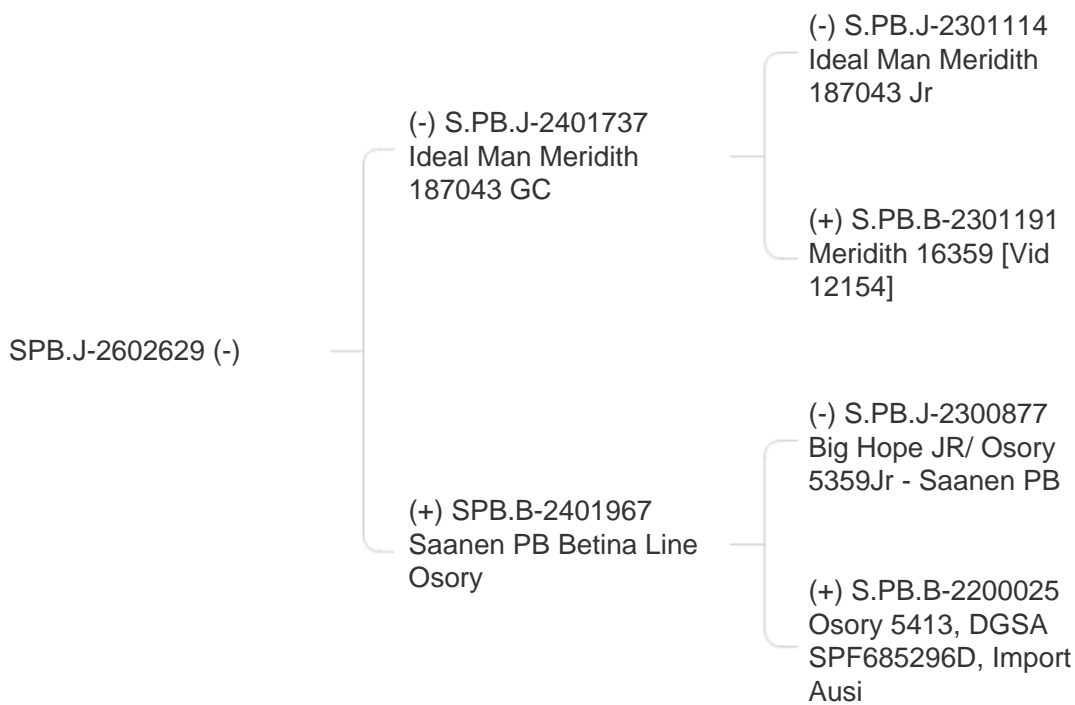 (-) S.PB.J-2301114
Ideal Man Meridith
187043 Jr
(-) S.PB.J-2401737
Ideal Man Meridith
187043 GC
(+) S.PB.B-2301191
Meridith 16359 [Vid
12154]
SPB.J-2602629 (-)
(-) S.PB.J-2300877
Big Hope JR/ Osory
5359Jr - Saanen PB
(+) SPB.B-2401967
Saanen PB Betina Line
Osory
(+) S.PB.B-2200025
Osory 5413, DGSA
SPF685296D, Import
Ausi